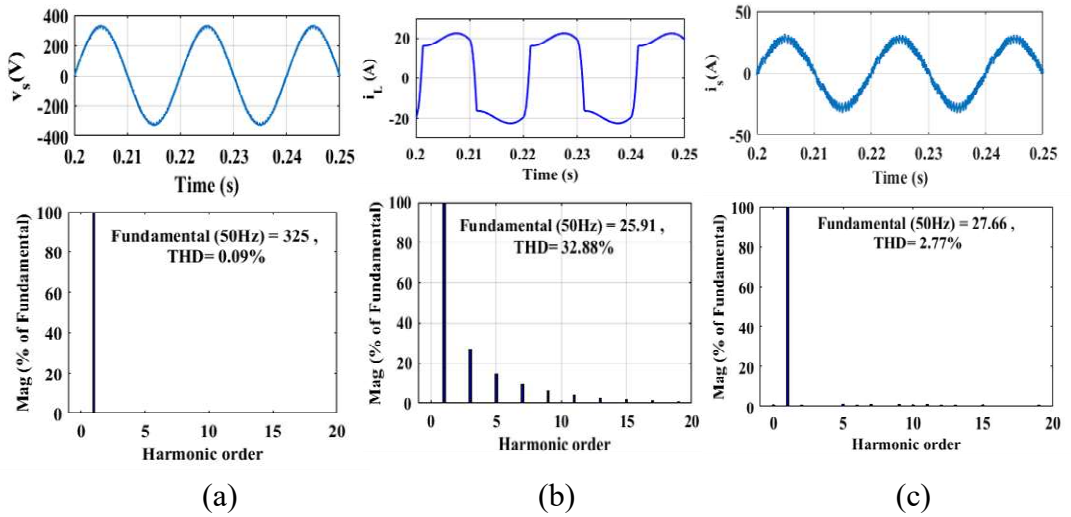 400
200
0
-200
-400
v_s(V)
0.2 0.21 0.22 0.23 0.24 0.25
Time (s)
20
0
-20
i_L (A)
0.2 0.21 0.22 0.23 0.24 0.25
Time (s)
50
0
-50
i_s (A)
0.2 0.21 0.22 0.23 0.24 0.25
Time (s)
100
80
60
40
20
0
Mag (% of Fundamental)
Fundamental (50Hz) = 325 ,
THD= 0.09%
0 5 10 15 20
Harmonic order
100
80
60
40
20
0
Mag (% of Fundamental)
Fundamental (50Hz) = 25.91 ,
THD= 32.88%
0 5 10 15 20
Harmonic order
100
80
60
40
20
0
Mag (% of Fundamental)
Fundamental (50Hz) = 27.66 ,
THD= 2.77%
0 5 10 15 20
Harmonic order
(a) (b) (c)